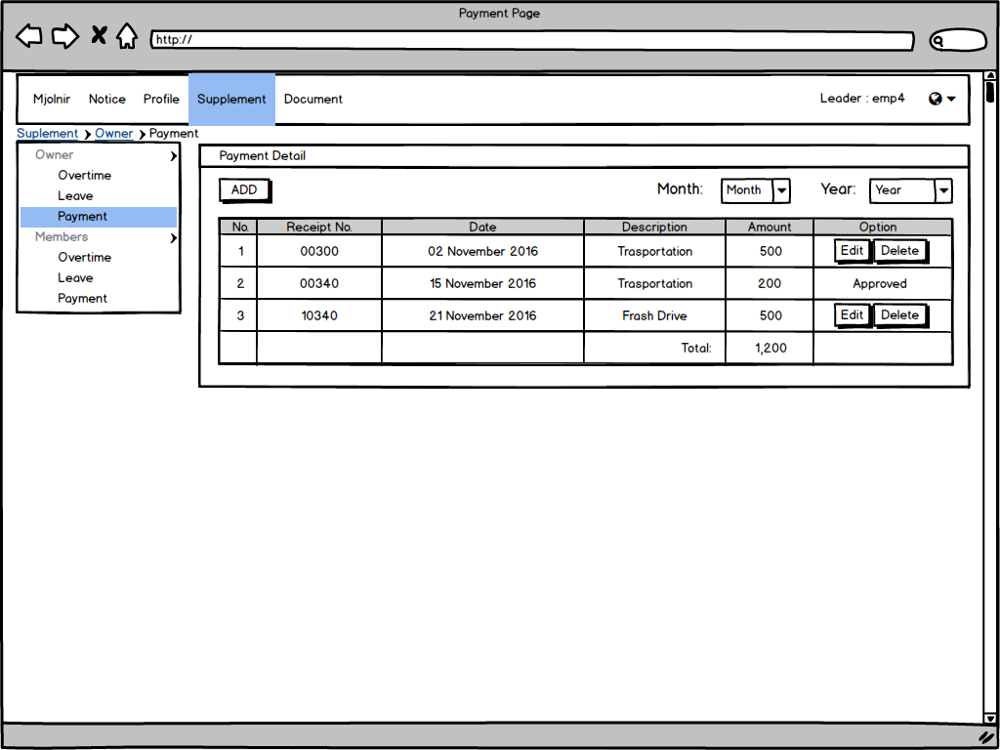 Payment Page
http://
Mjolnir Notice Profile Supplement Document Leader : emp4
Suplement Owner Payment
Owner
Overtime
Leave
Payment
Members
Overtime
Leave
Payment
Payment Detail
ADD Month: Month Year: Year
No. Receipt No. Date Description Amount Option
1 00300 02 November 2016 Trasportation 500 Edit Delete
2 00340 15 November 2016 Trasportation 200 Approved
3 10340 21 November 2016 Frash Drive 500 Edit Delete
Total: 1,200